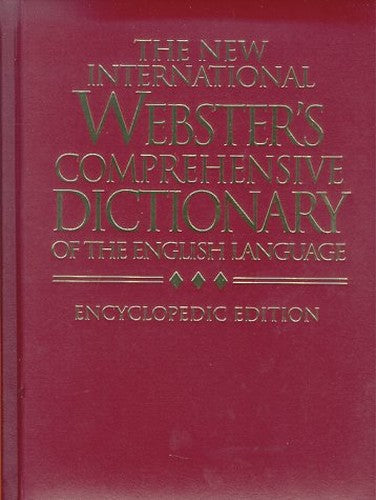 THE NEW
INTERNATIONAL
WEBSTER'S
COMPREHENSIVE
DICTIONARY
OF THE ENGLISH LANGUAGE
ENCYCLOPEDIC EDITION